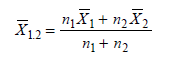 X̅₁.₂ = (n₁X̅₁ + n₂X̅₂) / (n₁ + n₂)